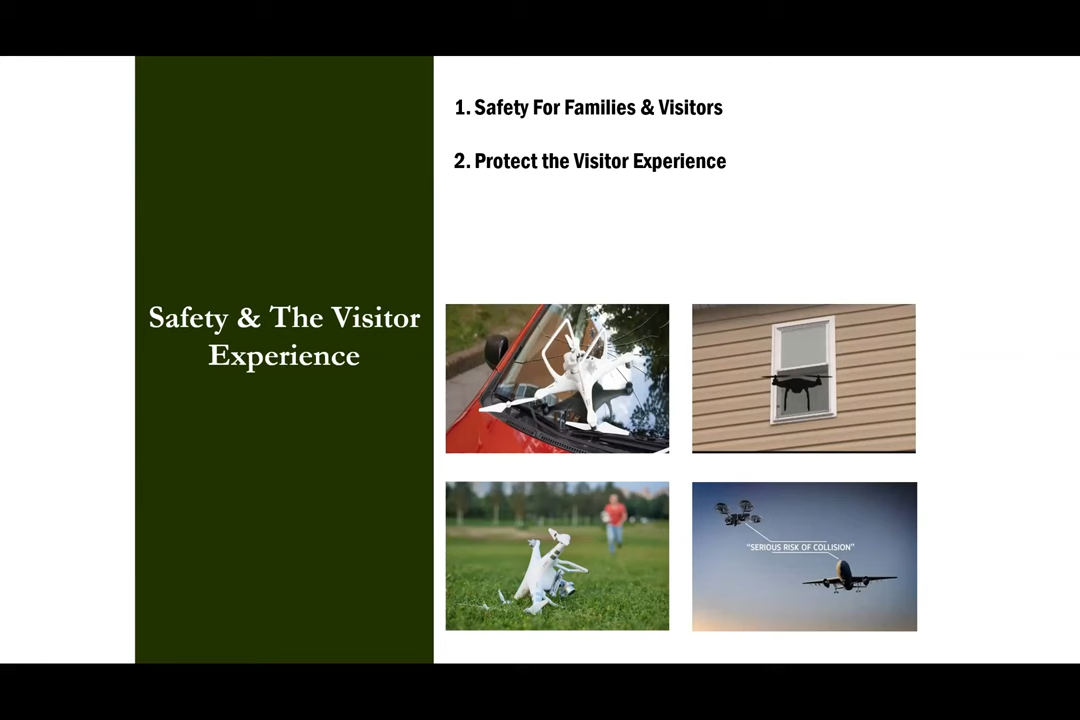 1. Safety For Families & Visitors
2. Protect the Visitor Experience
Safety & The Visitor
Experience
"SERIOUS RISK OF COLLISION"